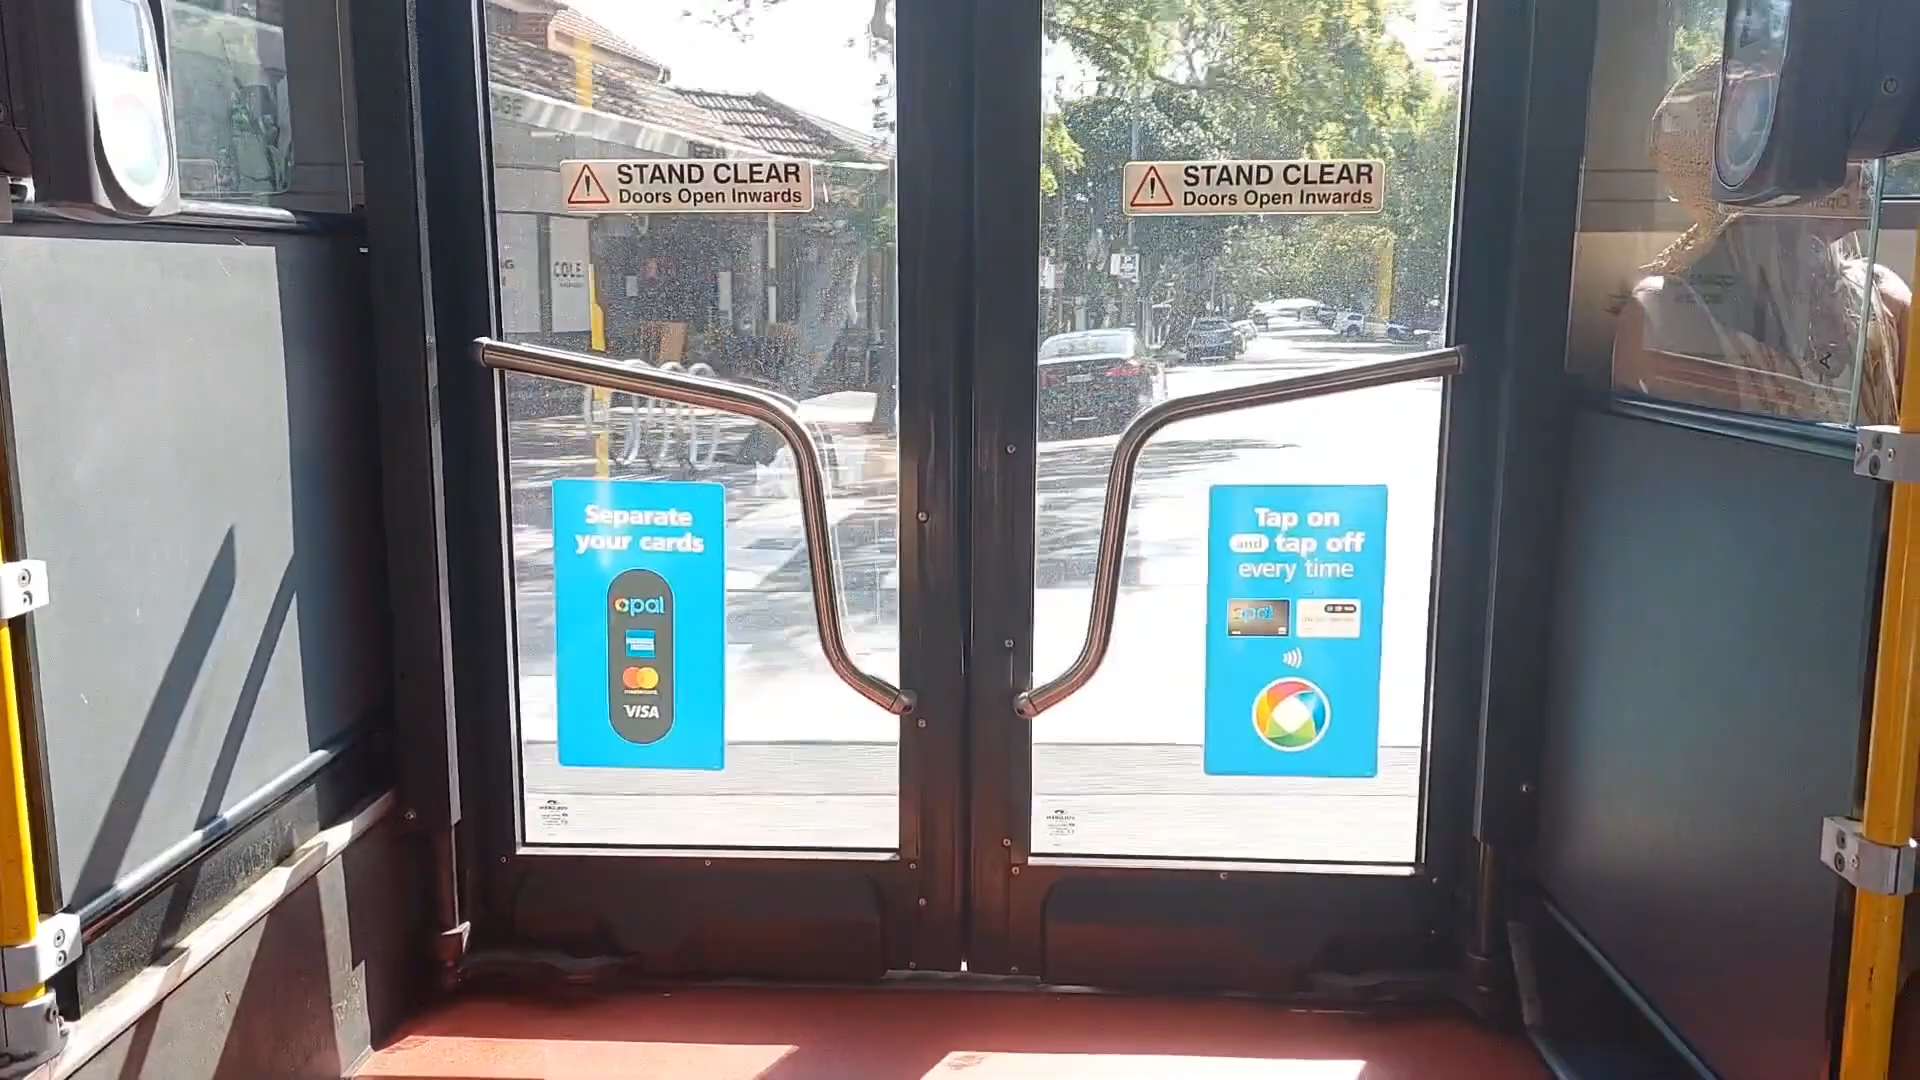 STAND CLEAR
Doors Open Inwards
STAND CLEAR
Doors Open Inwards
COLE
Separate
your cards
opal
mastercard
VISA
Tap on
and tap off
every time
opal